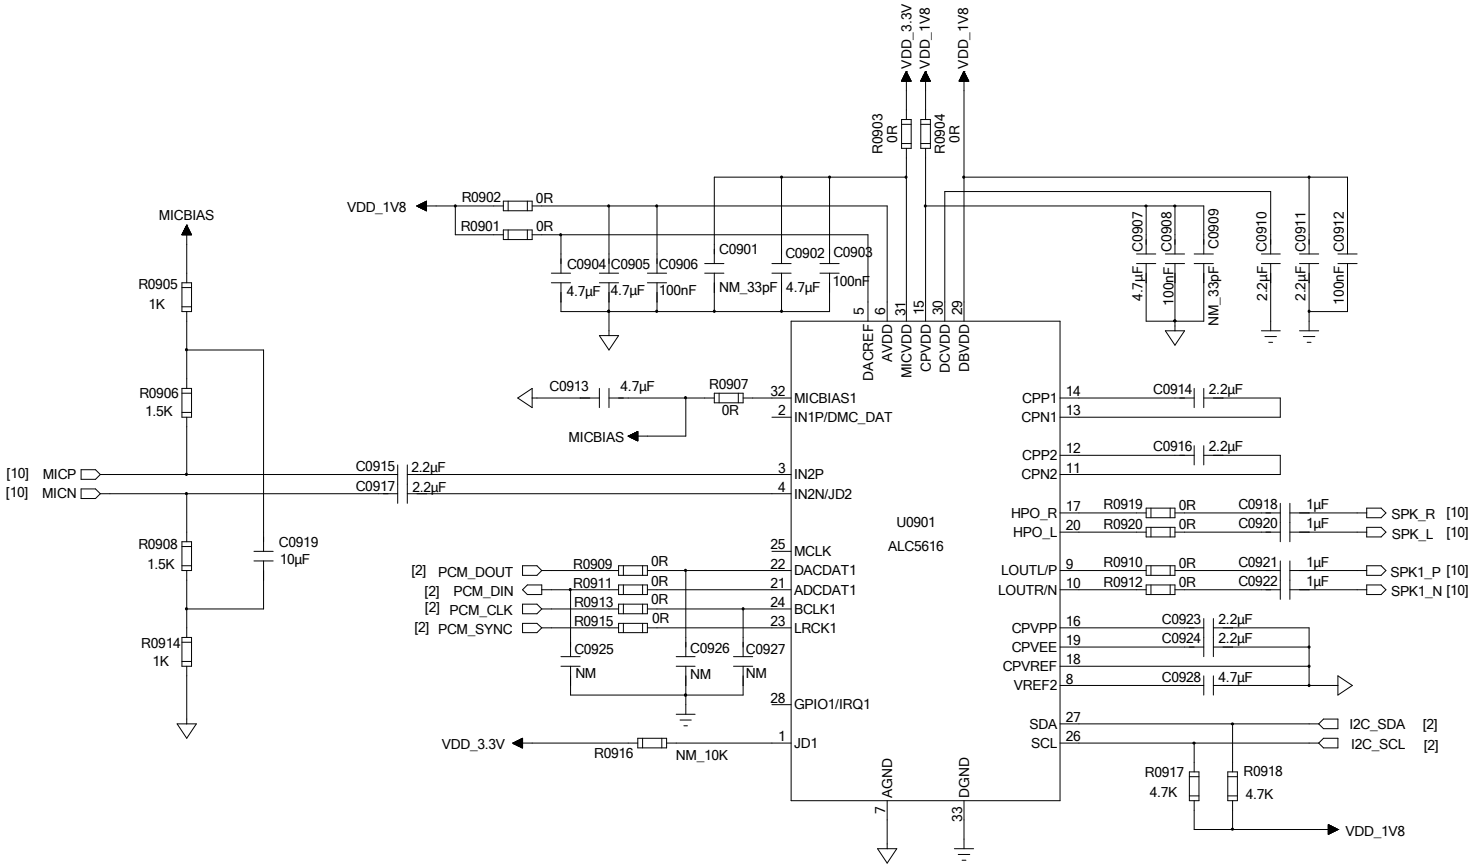 VDD_3.3V
VDD_1V8
VDD_1V8
R0903
0R
R0904
0R
VDD_1V8
R0902
0R
R0901
0R
MICBIAS
R0905
1K
R0906
1.5K
C0904
4.7µF
C0905
4.7µF
C0906
100nF
C0901
NM_33pF
C0902
4.7µF
C0903
100nF
C0907
4.7µF
C0908
100nF
C0909
NM_33pF
C0910
2.2µF
C0911
2.2µF
C0912
100nF
5
6
31
15
30
29
DACREF
AVDD
MICVDD
CPVDD
DCVDD
DBVDD
C0913
4.7µF
R0907
0R
32
MICBIAS1
2
IN1P/DMC_DAT
MICBIAS
[10] MICP
C0915
2.2µF
3
IN2P
[10] MICN
C0917
2.2µF
4
IN2N/JD2
R0908
1.5K
C0919
10µF
R0914
1K
U0901
ALC5616
25
MCLK
[2] PCM_DOUT
R0909
0R
22
DACDAT1
[2] PCM_DIN
R0911
0R
21
ADCDAT1
[2] PCM_CLK
R0913
0R
24
BCLK1
[2] PCM_SYNC
R0915
0R
23
LRCK1
C0925
NM
C0926
NM
C0927
NM
28
GPIO1/IRQ1
VDD_3.3V
R0916
NM_10K
1
JD1
AGND
7
DGND
33
CPP1
14
C0914
2.2µF
CPN1
13
CPP2
12
C0916
2.2µF
CPN2
11
HPO_R
17
R0919
0R
C0918
1µF
SPK_R [10]
HPO_L
20
R0920
0R
C0920
1µF
SPK_L [10]
LOUTL/P
9
R0910
0R
C0921
1µF
SPK1_P [10]
LOUTR/N
10
R0912
0R
C0922
1µF
SPK1_N [10]
CPVPP
16
C0923
2.2µF
CPVEE
19
C0924
2.2µF
CPVREF
18
VREF2
8
C0928
4.7µF
SDA
27
I2C_SDA [2]
SCL
26
I2C_SCL [2]
R0917
4.7K
R0918
4.7K
VDD_1V8